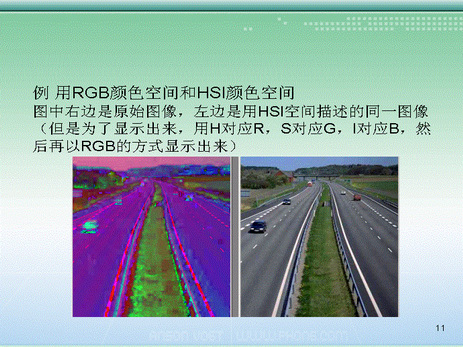 例 用RGB颜色空间和HSI颜色空间
图中右边是原始图像，左边是用HSI空间描述的同一图像
（但是为了显示出来，用H对应R，S对应G，I对应B，然
后再以RGB的方式显示出来）
11